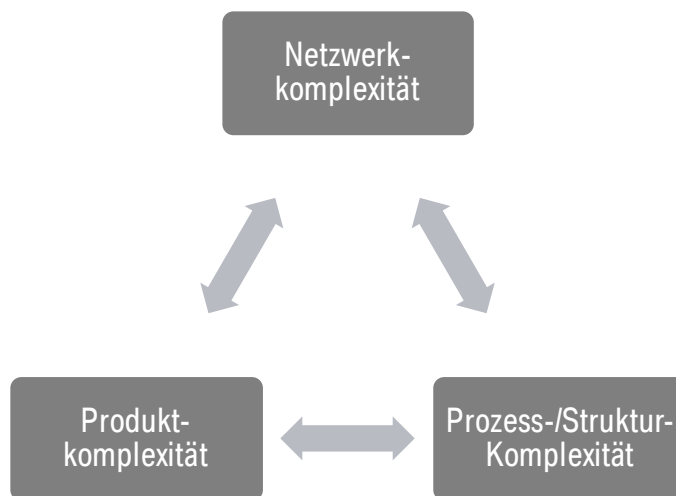 Netzwerk-
komplexität
Produkt-
komplexität
Prozess-/Struktur-
Komplexität